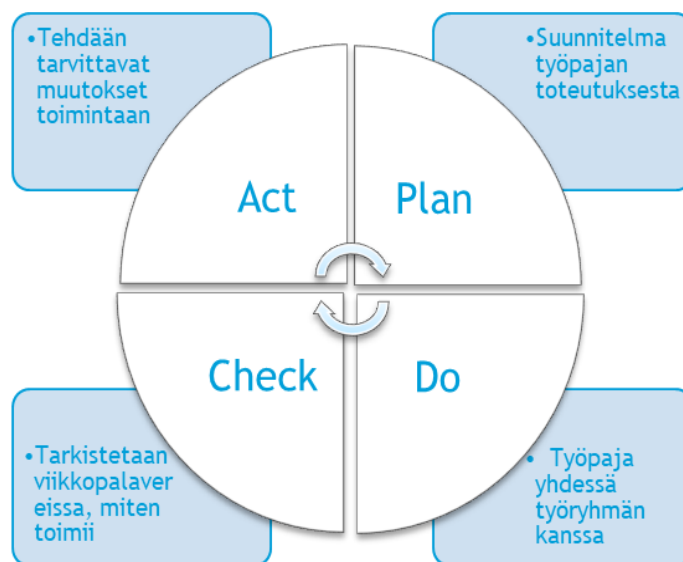 •Tehdään
tarvittavat
muutokset
toimintaan
•Suunnitelma
työpajan
toteutuksesta
Act
Plan
Check
Do
•Tarkistetaan
viikkopalaver
eissa, miten
toimii
• Työpaja
yhdessä
työryhmän
kanssa